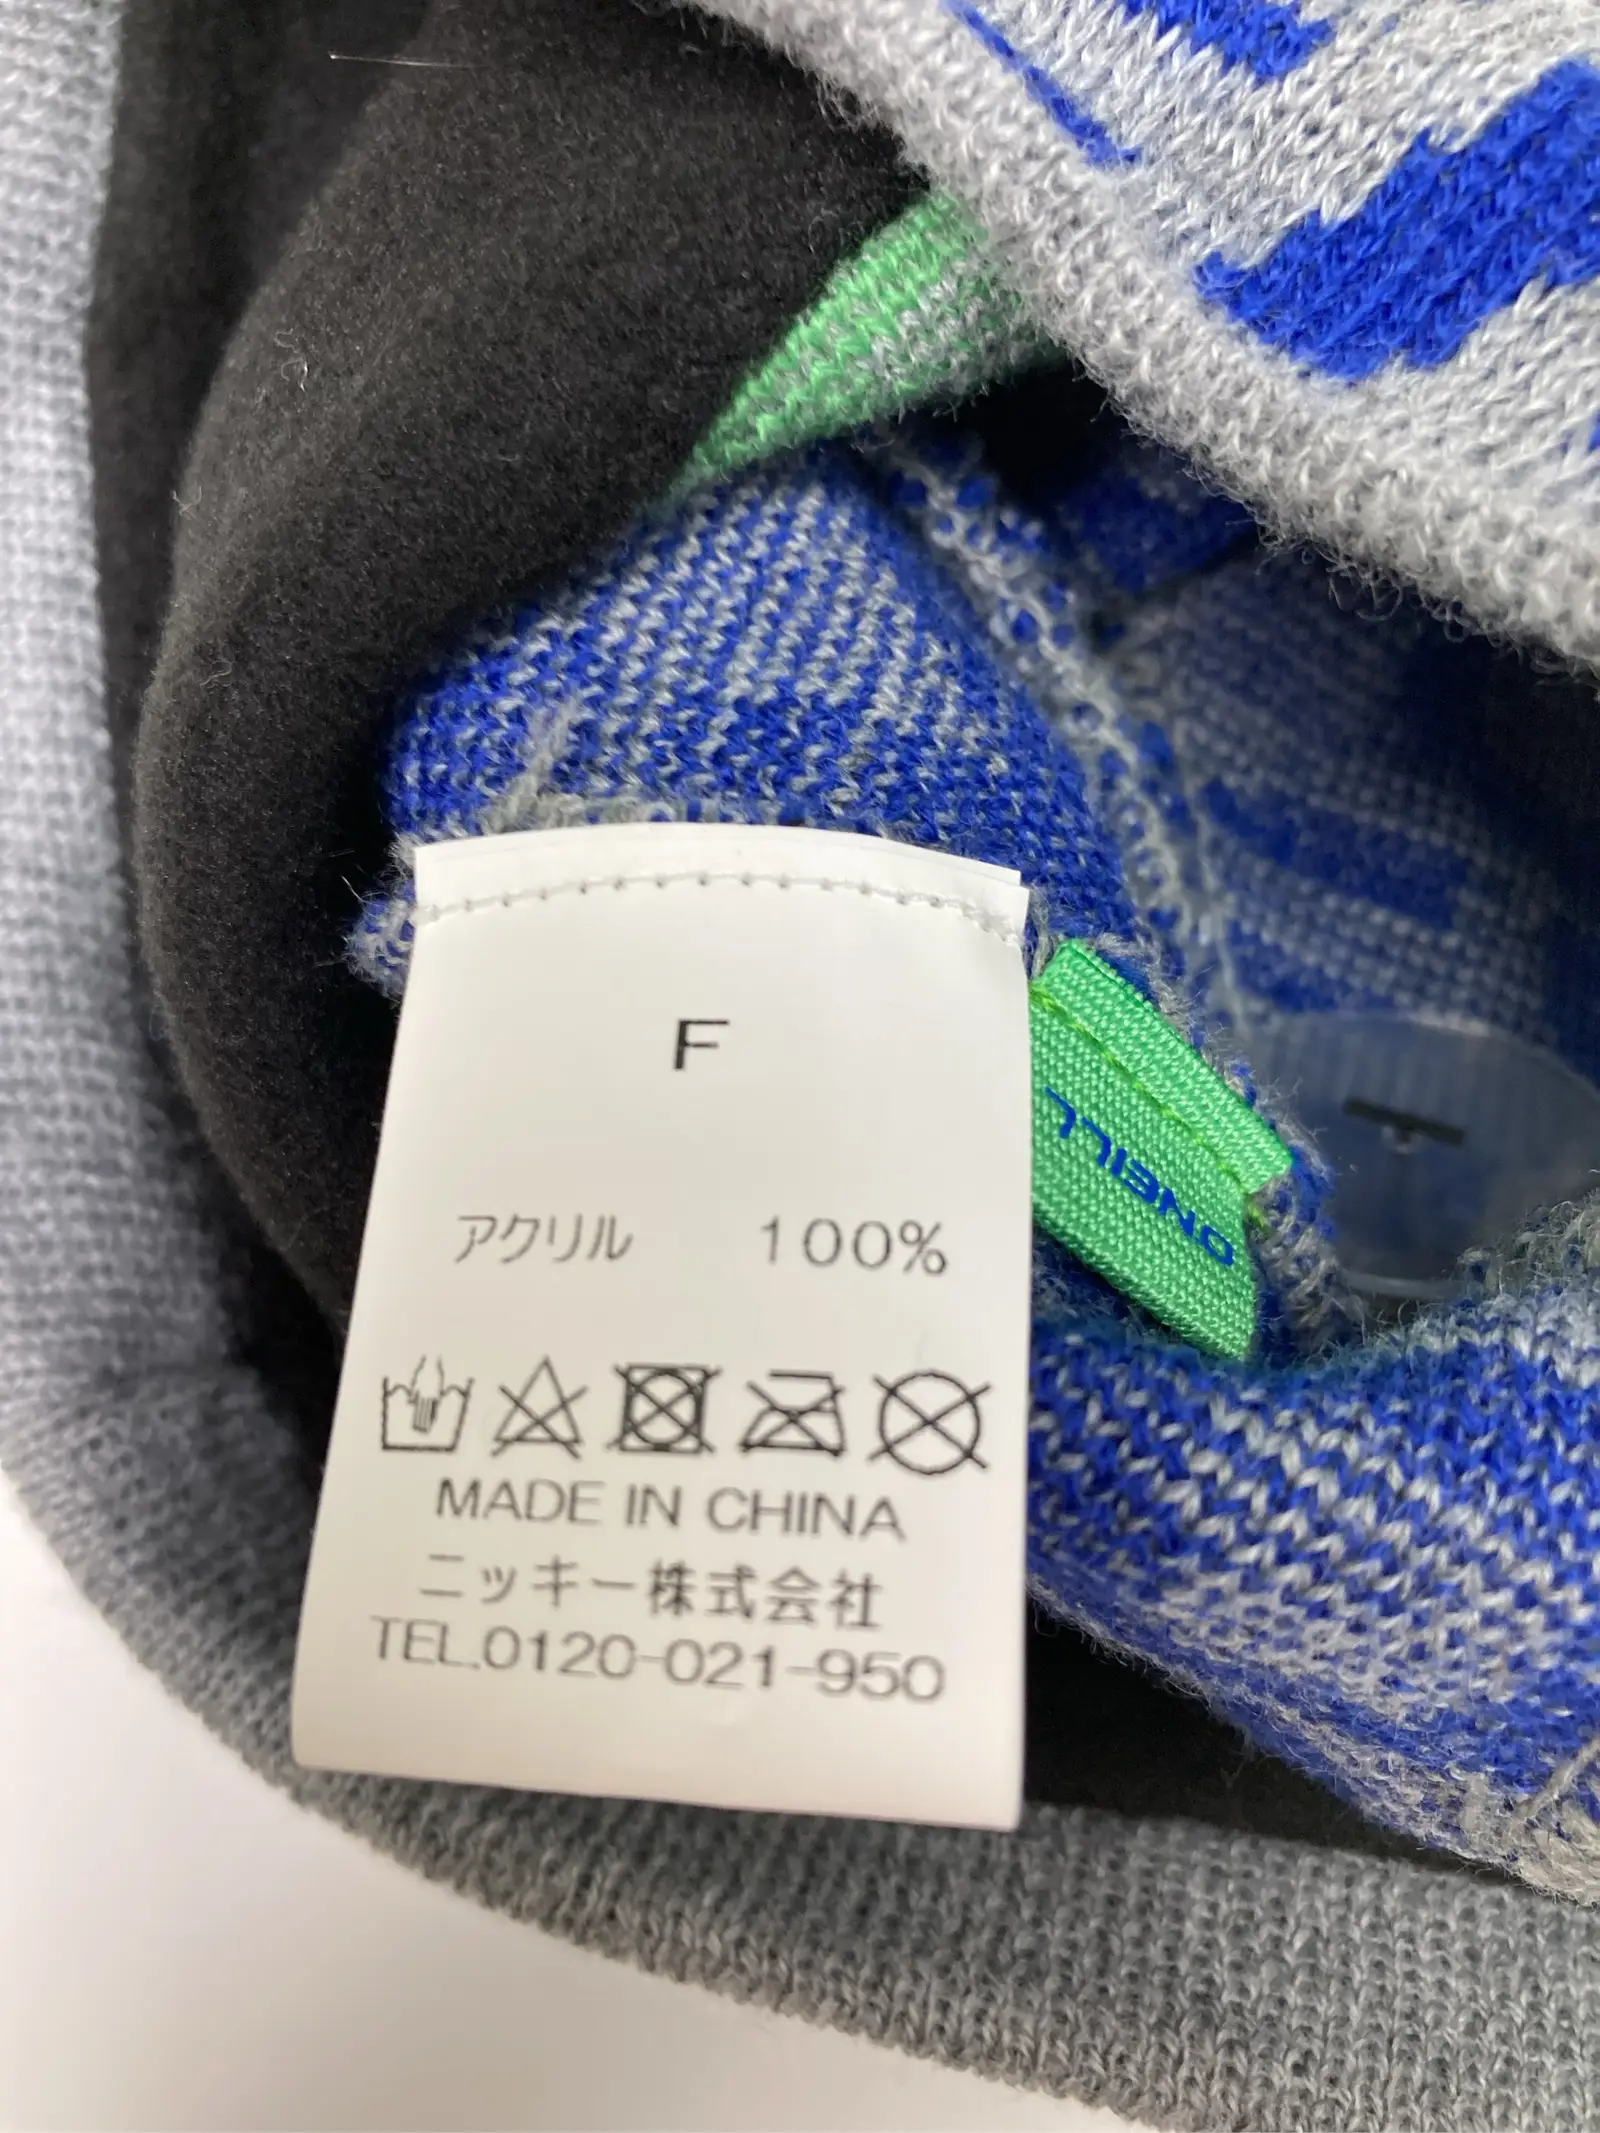 F
アクリル 100%
MADE IN CHINA
ニッキー株式会社
TEL.0120-021-950
O'NEILL